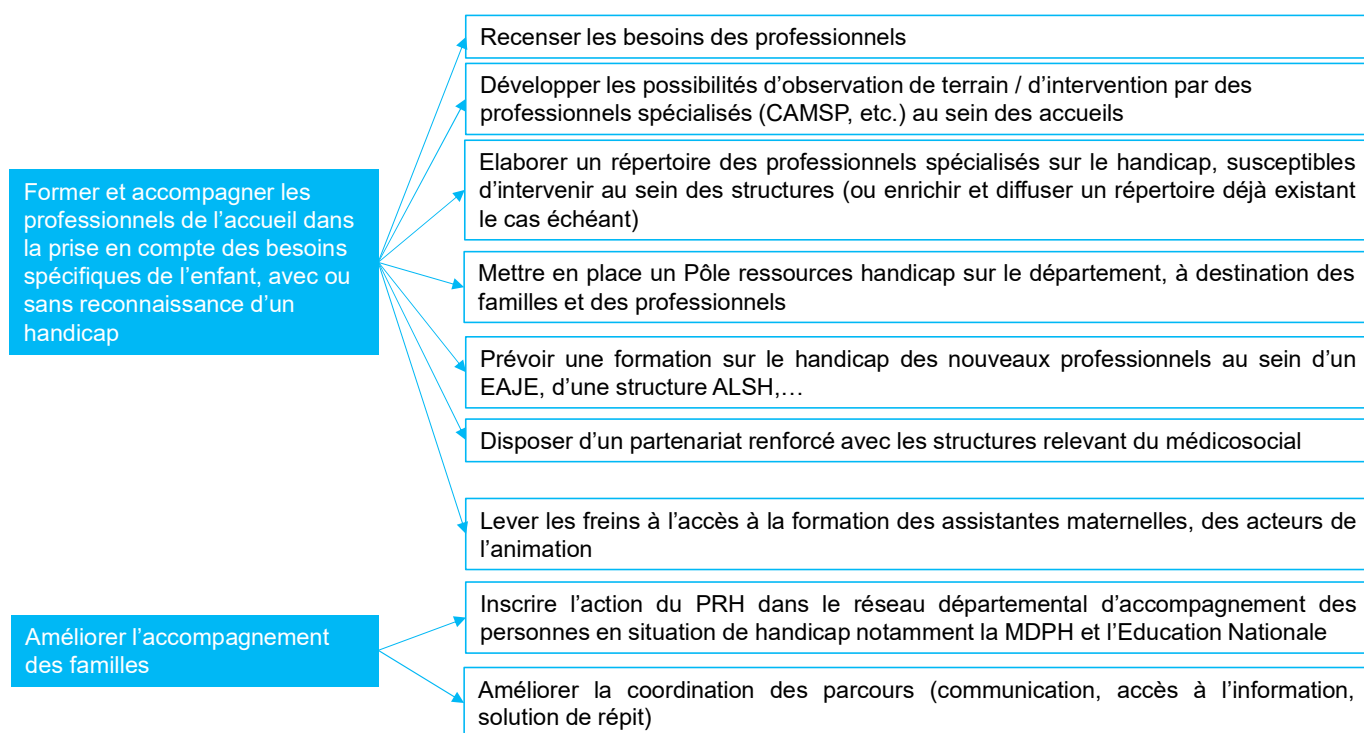 Former et accompagner les
professionnels de l’accueil dans
la prise en compte des besoins
spécifiques de l’enfant, avec ou
sans reconnaissance d’un
handicap
Recenser les besoins des professionnels
Développer les possibilités d’observation de terrain / d’intervention par des
professionnels spécialisés (CAMSP, etc.) au sein des accueils
Elaborer un répertoire des professionnels spécialisés sur le handicap, susceptibles
d’intervenir au sein des structures (ou enrichir et diffuser un répertoire déjà existant
le cas échéant)
Mettre en place un Pôle ressources handicap sur le département, à destination des
familles et des professionnels
Prévoir une formation sur le handicap des nouveaux professionnels au sein d’un
EAJE, d’une structure ALSH,…
Disposer d’un partenariat renforcé avec les structures relevant du médicosocial
Lever les freins à l’accès à la formation des assistantes maternelles, des acteurs de
l’animation
Améliorer l’accompagnement
des familles
Inscrire l’action du PRH dans le réseau départemental d’accompagnement des
personnes en situation de handicap notamment la MDPH et l’Education Nationale
Améliorer la coordination des parcours (communication, accès à l’information,
solution de répit)